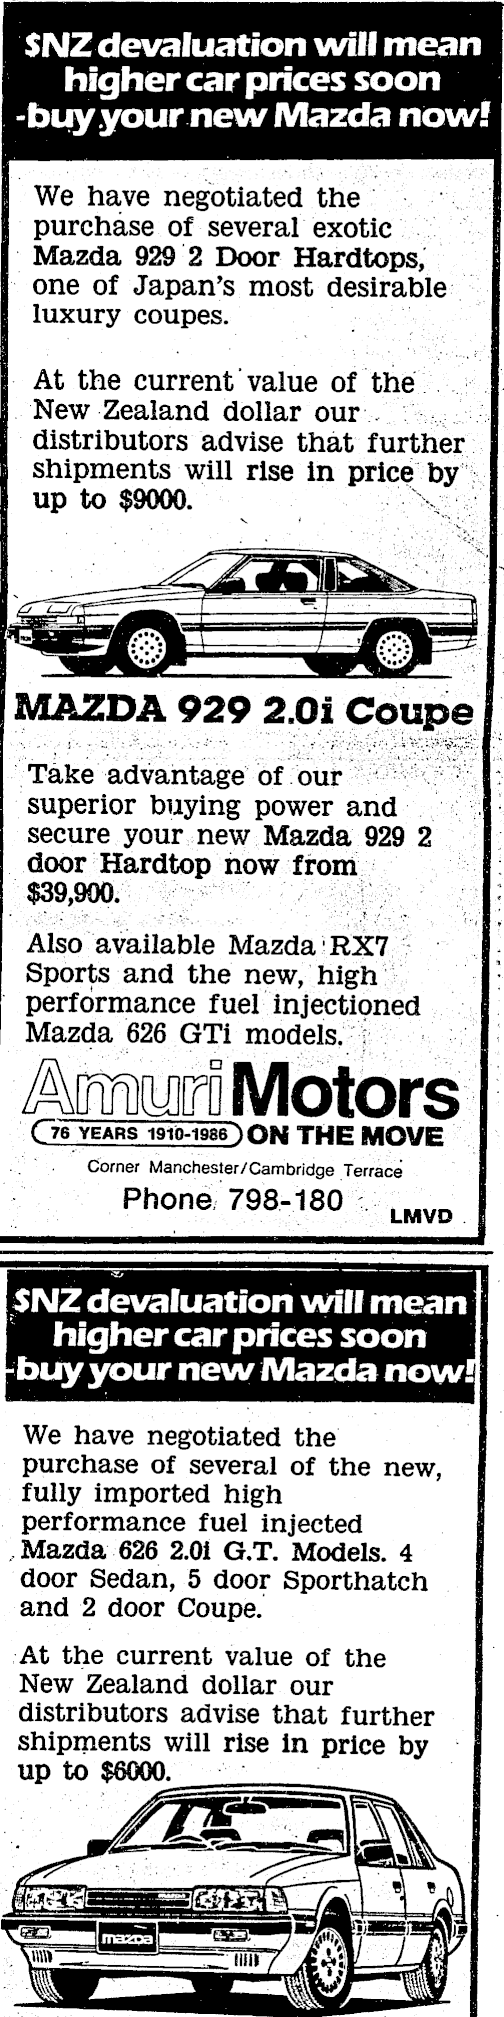 $NZ devaluation will mean
higher car prices soon
-buy your new Mazda now!
We have negotiated the
purchase of several exotic
Mazda 929 2 Door Hardtops,
one of Japan's most desirable
luxury coupes.
At the current value of the
New Zealand dollar our
distributors advise that further
shipments will rise in price by
up to $9000.
MAZDA 929 2.0i Coupe
Take advantage of our
superior buying power and
secure your new Mazda 929 2
door Hardtop now from
$39,900.
Also available Mazda RX7
Sports and the new, high
performance fuel injectioned
Mazda 626 GTi models.
Amuri Motors
76 YEARS 1910-1986 ON THE MOVE
Corner Manchester/Cambridge Terrace
Phone 798-180
LMVD
$NZ devaluation will mean
higher car prices soon
-buy your new Mazda now!
We have negotiated the
purchase of several of the new,
fully imported high
performance fuel injected
Mazda 626 2.0i G.T. Models. 4
door Sedan, 5 door Sporthatch
and 2 door Coupe.
At the current value of the
New Zealand dollar our
distributors advise that further
shipments will rise in price by
up to $6000.
mazda